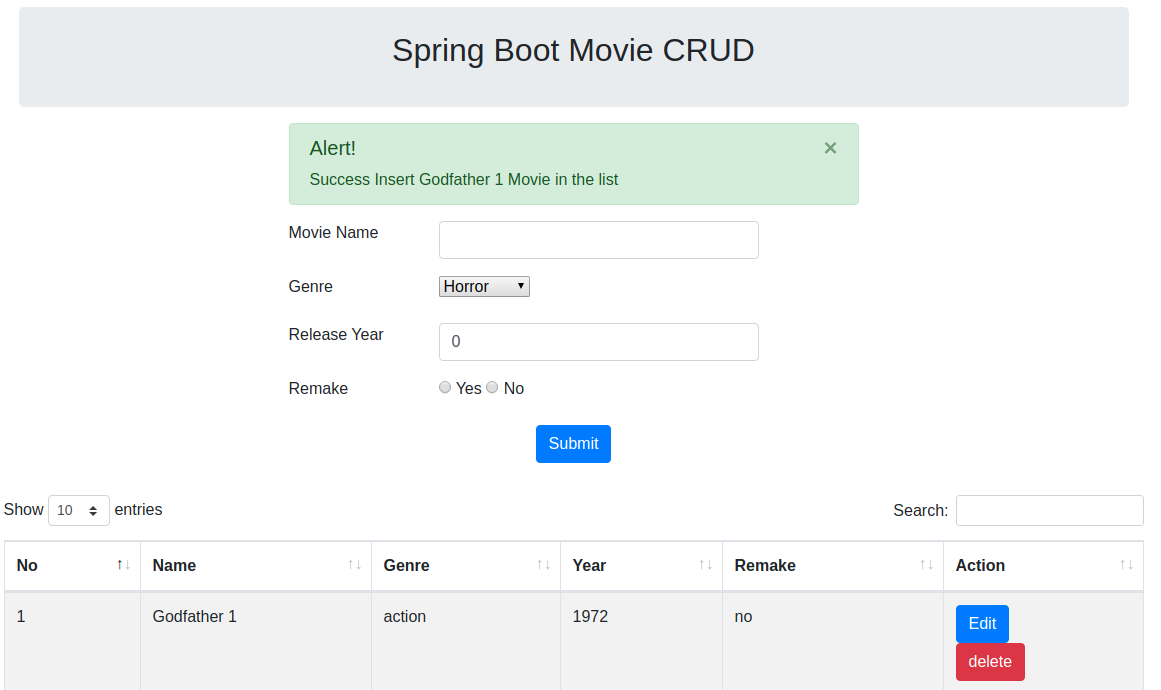 Spring Boot Movie CRUD
Alert! ×
Success Insert Godfather 1 Movie in the list
Movie Name
Genre Horror
Release Year 0
Remake Yes No
Submit
Show 10 entries Search:
No Name Genre Year Remake Action
1 Godfather 1 action 1972 no Edit
delete